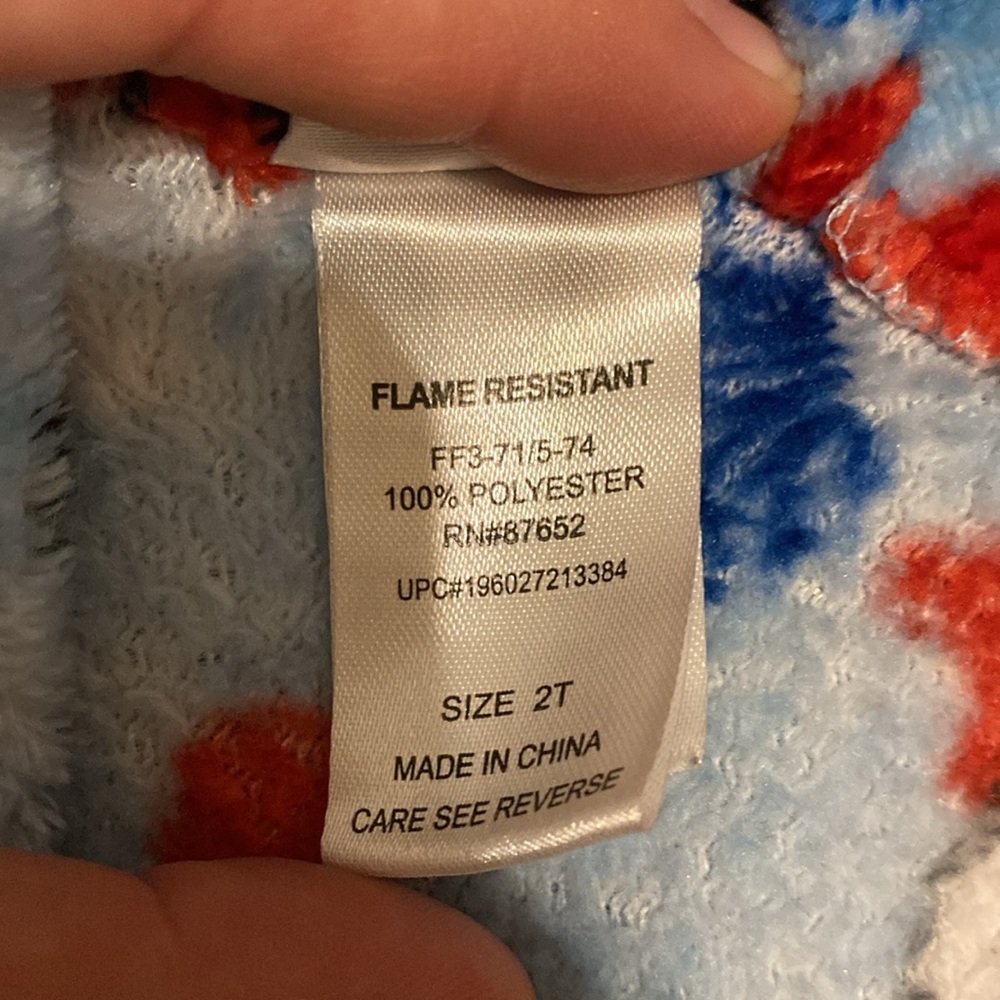 FLAME RESISTANT
FF3-71/5-74
100% POLYESTER
RN#87652
UPC#196027213384
SIZE 2T
MADE IN CHINA
CARE SEE REVERSE